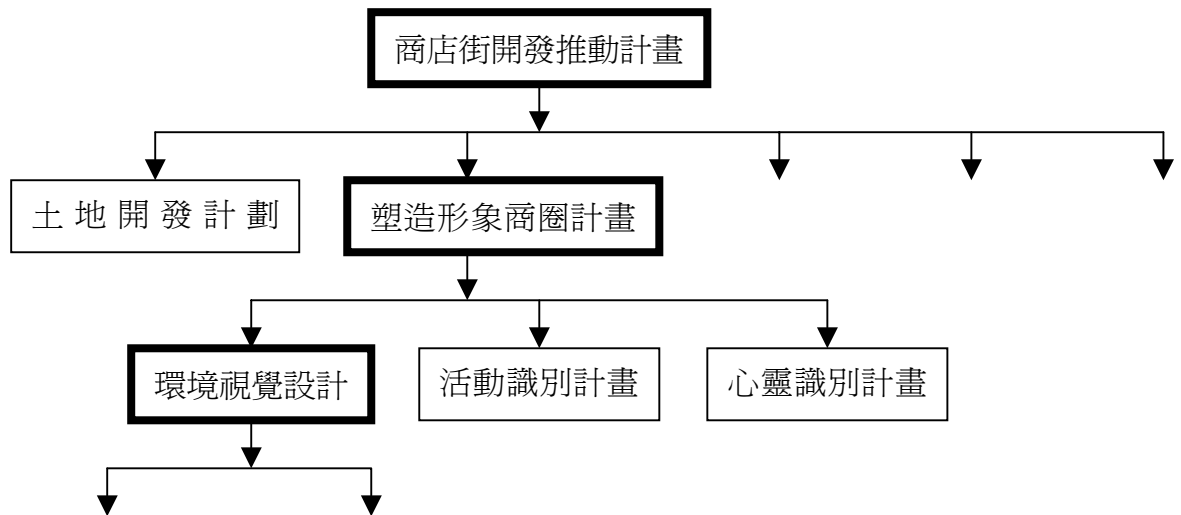 商店街開發推動計畫
土地開發計劃
塑造形象商圈計畫
環境視覺設計
活動識別計畫
心靈識別計畫